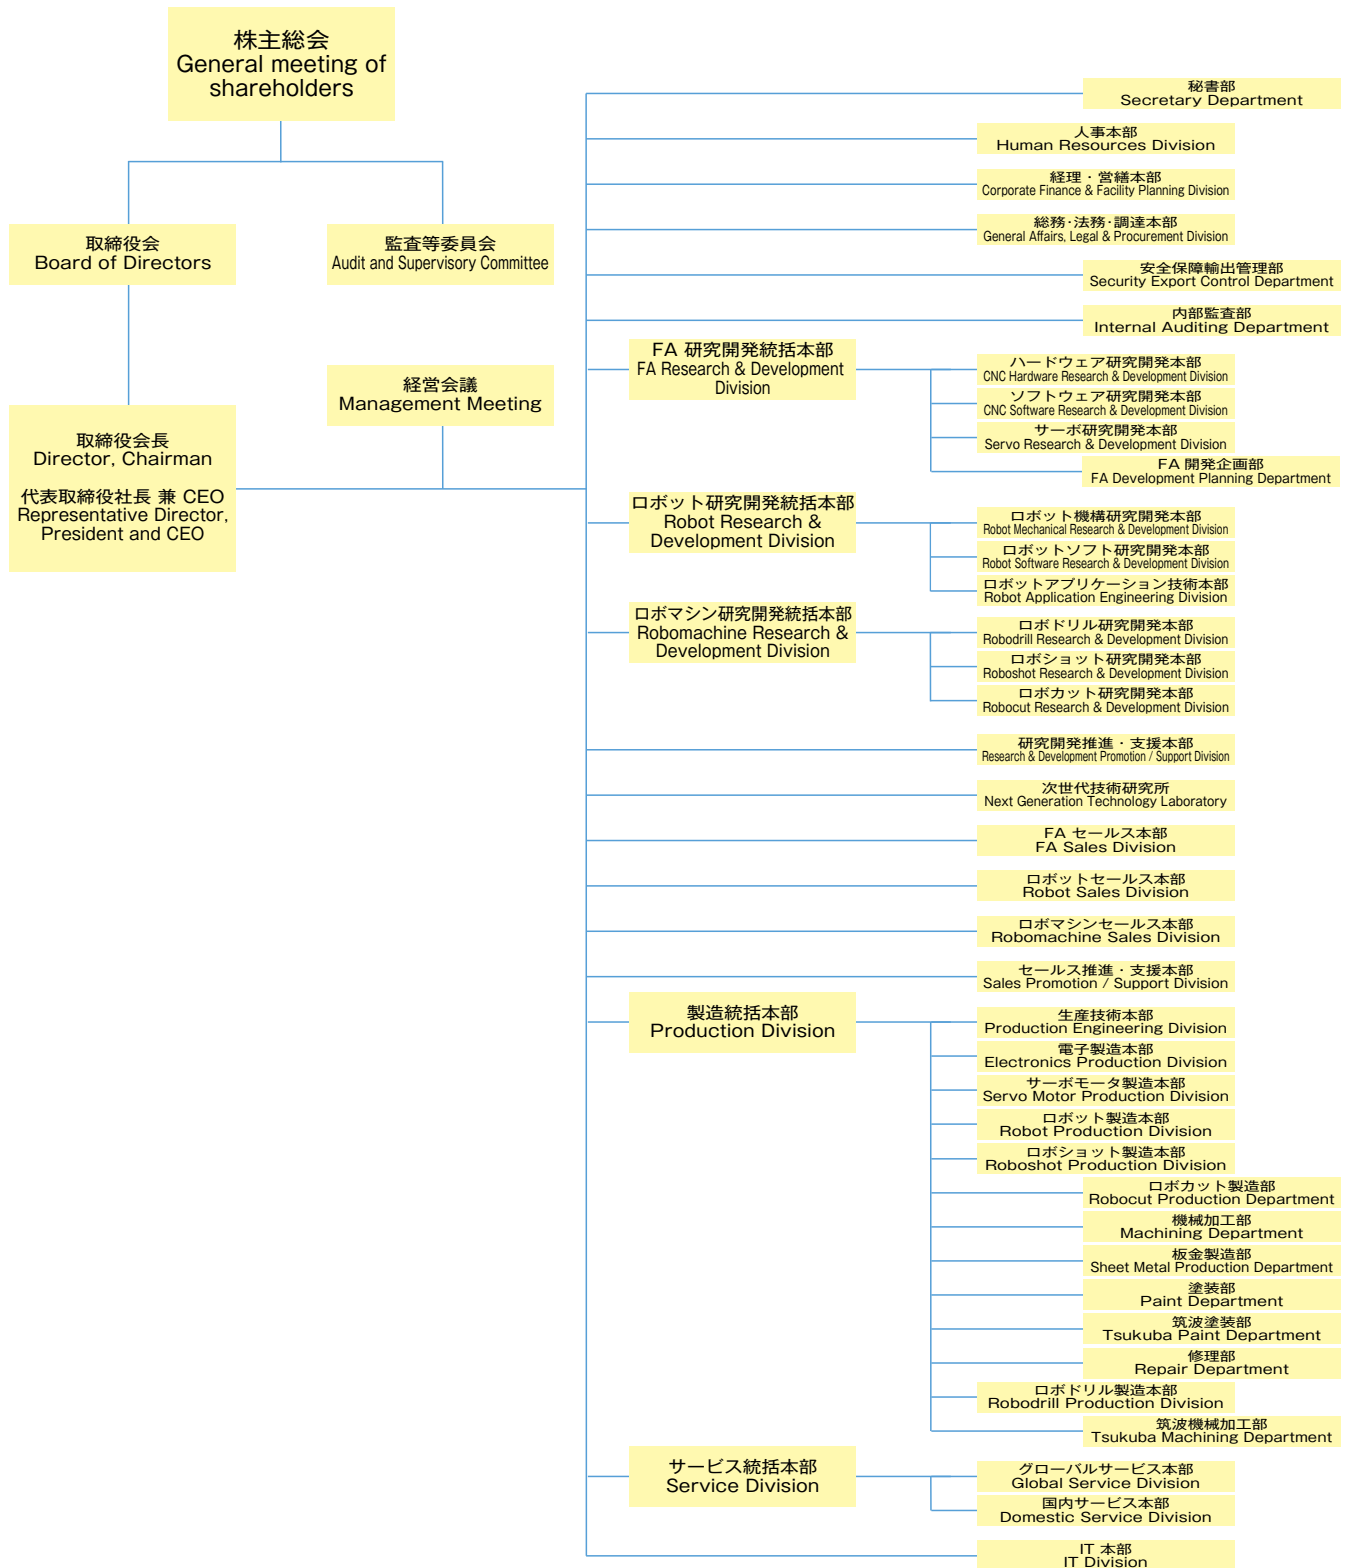 株主総会
General meeting of
shareholders
取締役会
Board of Directors
監査等委員会
Audit and Supervisory Committee
経営会議
Management Meeting
取締役会長
Director, Chairman
代表取締役社長 兼 CEO
Representative Director,
President and CEO
秘書部
Secretary Department
人事本部
Human Resources Division
経理・営繕本部
Corporate Finance & Facility Planning Division
総務・法務・調達本部
General Affairs, Legal & Procurement Division
安全保障輸出管理部
Security Export Control Department
内部監査部
Internal Auditing Department
FA 研究開発統括本部
FA Research & Development
Division
ハードウェア研究開発本部
CNC Hardware Research & Development Division
ソフトウェア研究開発本部
CNC Software Research & Development Division
サーボ研究開発本部
Servo Research & Development Division
FA 開発企画部
FA Development Planning Department
ロボット研究開発統括本部
Robot Research &
Development Division
ロボット機構研究開発本部
Robot Mechanical Research & Development Division
ロボットソフト研究開発本部
Robot Software Research & Development Division
ロボットアプリケーション技術本部
Robot Application Engineering Division
ロボマシン研究開発統括本部
Robomachine Research &
Development Division
ロボドリル研究開発本部
Robodrill Research & Development Division
ロボショット研究開発本部
Roboshot Research & Development Division
ロボカット研究開発本部
Robocut Research & Development Division
研究開発推進・支援本部
Research & Development Promotion / Support Division
次世代技術研究所
Next Generation Technology Laboratory
FA セールス本部
FA Sales Division
ロボットセールス本部
Robot Sales Division
ロボマシンセールス本部
Robomachine Sales Division
セールス推進・支援本部
Sales Promotion / Support Division
製造統括本部
Production Division
生産技術本部
Production Engineering Division
電子製造本部
Electronics Production Division
サーボモータ製造本部
Servo Motor Production Division
ロボット製造本部
Robot Production Division
ロボショット製造本部
Roboshot Production Division
ロボカット製造部
Robocut Production Department
機械加工部
Machining Department
板金製造部
Sheet Metal Production Department
塗装部
Paint Department
筑波塗装部
Tsukuba Paint Department
修理部
Repair Department
ロボドリル製造本部
Robodrill Production Division
筑波機械加工部
Tsukuba Machining Department
サービス統括本部
Service Division
グローバルサービス本部
Global Service Division
国内サービス本部
Domestic Service Division
IT 本部
IT Division